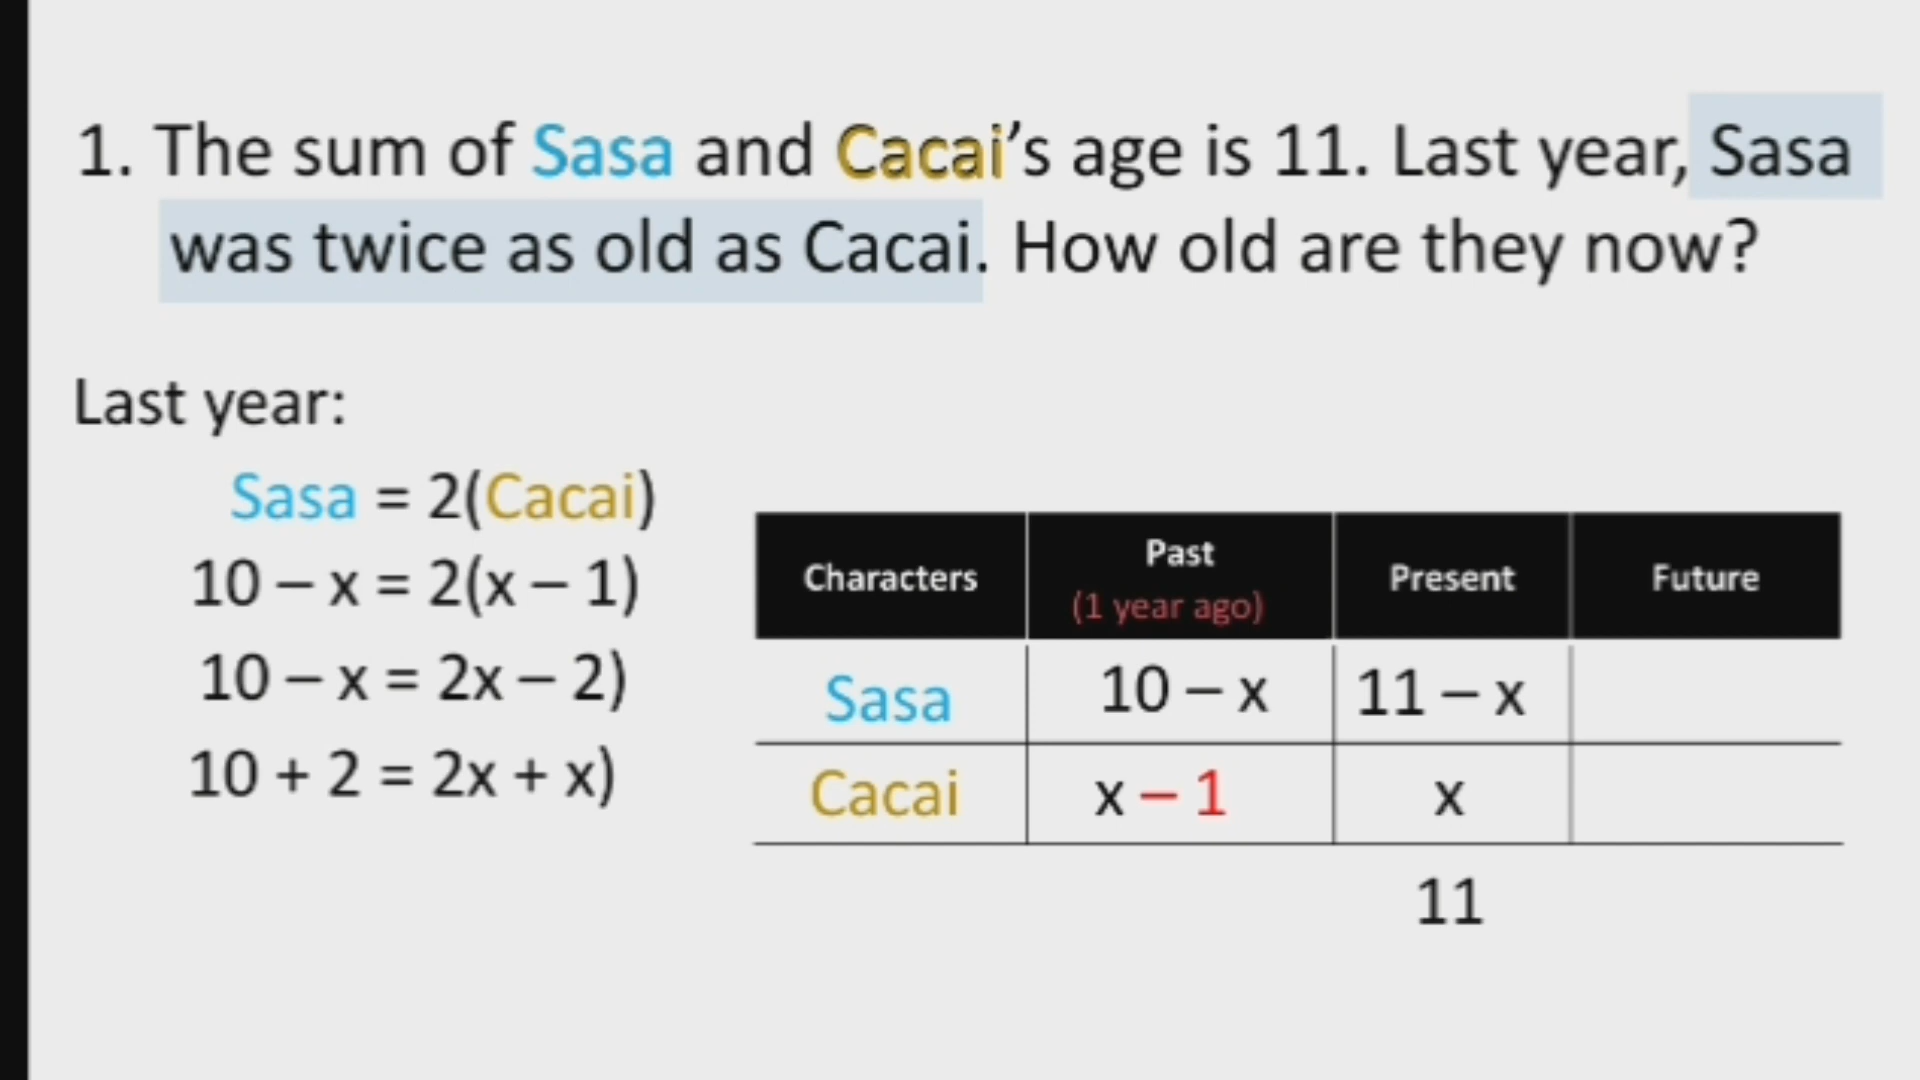 1. The sum of Sasa and Cacai's age is 11. Last year, Sasa
was twice as old as Cacai. How old are they now?
Last year:
Sasa = 2(Cacai)
10 – x = 2(x – 1)
10 – x = 2x – 2)
10 + 2 = 2x + x)
Characters Past (1 year ago) Present Future
Sasa 10 – x 11 – x
Cacai x – 1 x
11